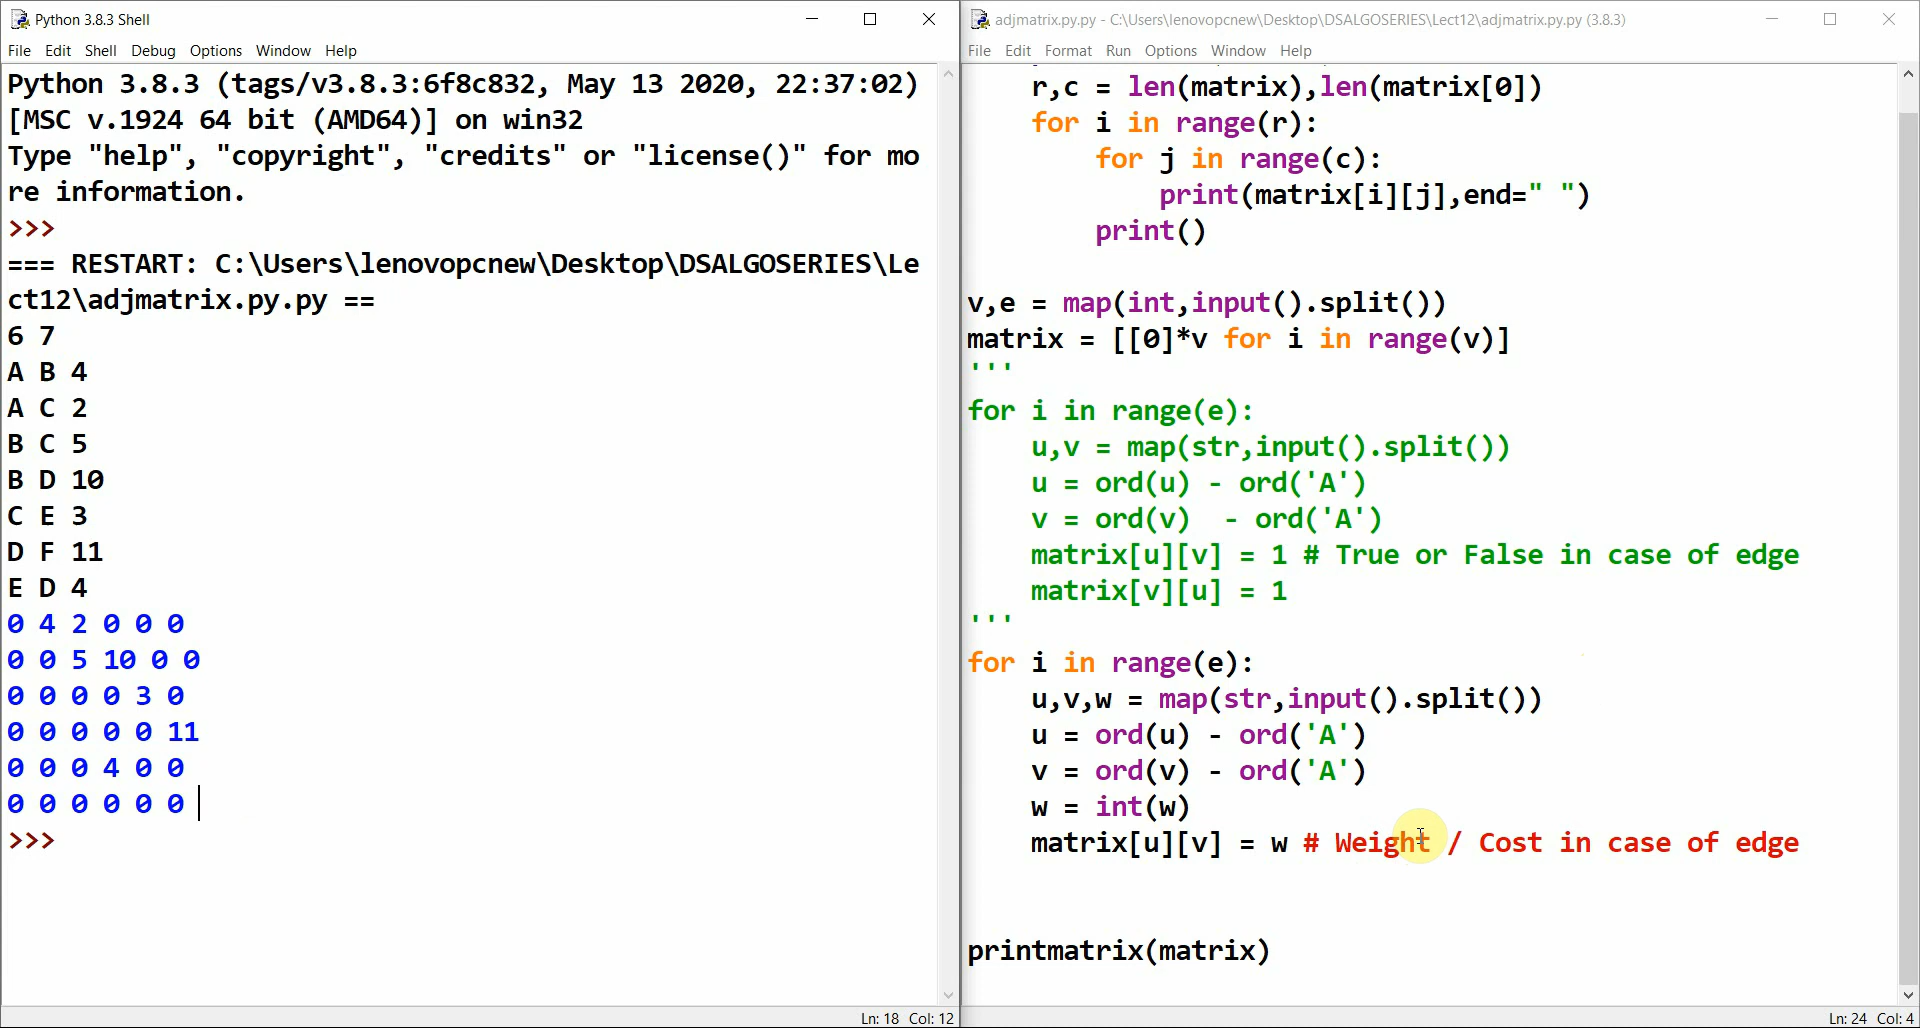 Python 3.8.3 Shell
File Edit Shell Debug Options Window Help
Python 3.8.3 (tags/v3.8.3:6f8c832, May 13 2020, 22:37:02)
[MSC v.1924 64 bit (AMD64)] on win32
Type "help", "copyright", "credits" or "license()" for mo
re information.
>>>
=== RESTART: C:\Users\lenovopcnew\Desktop\DSALGOSERIES\Le
ct12\adjmatrix.py.py ==
6 7
A B 4
A C 2
B C 5
B D 10
C E 3
D F 11
E D 4
0 4 2 0 0 0
0 0 5 10 0 0
0 0 0 0 3 0
0 0 0 0 0 11
0 0 0 4 0 0
0 0 0 0 0 0
>>>
Ln: 18 Col: 12
adjmatrix.py.py - C:\Users\lenovopcnew\Desktop\DSALGOSERIES\Lect12\adjmatrix.py.py (3.8.3)
File Edit Format Run Options Window Help
    r,c = len(matrix),len(matrix[0])
    for i in range(r):
        for j in range(c):
            print(matrix[i][j],end=" ")
        print()
v,e = map(int,input().split())
matrix = [[0]*v for i in range(v)]
'''
for i in range(e):
    u,v = map(str,input().split())
    u = ord(u) - ord('A')
    v = ord(v)  - ord('A')
    matrix[u][v] = 1 # True or False in case of edge
    matrix[v][u] = 1
'''
for i in range(e):
    u,v,w = map(str,input().split())
    u = ord(u) - ord('A')
    v = ord(v) - ord('A')
    w = int(w)
    matrix[u][v] = w # Weight / Cost in case of edge
printmatrix(matrix)
Ln: 24 Col: 4